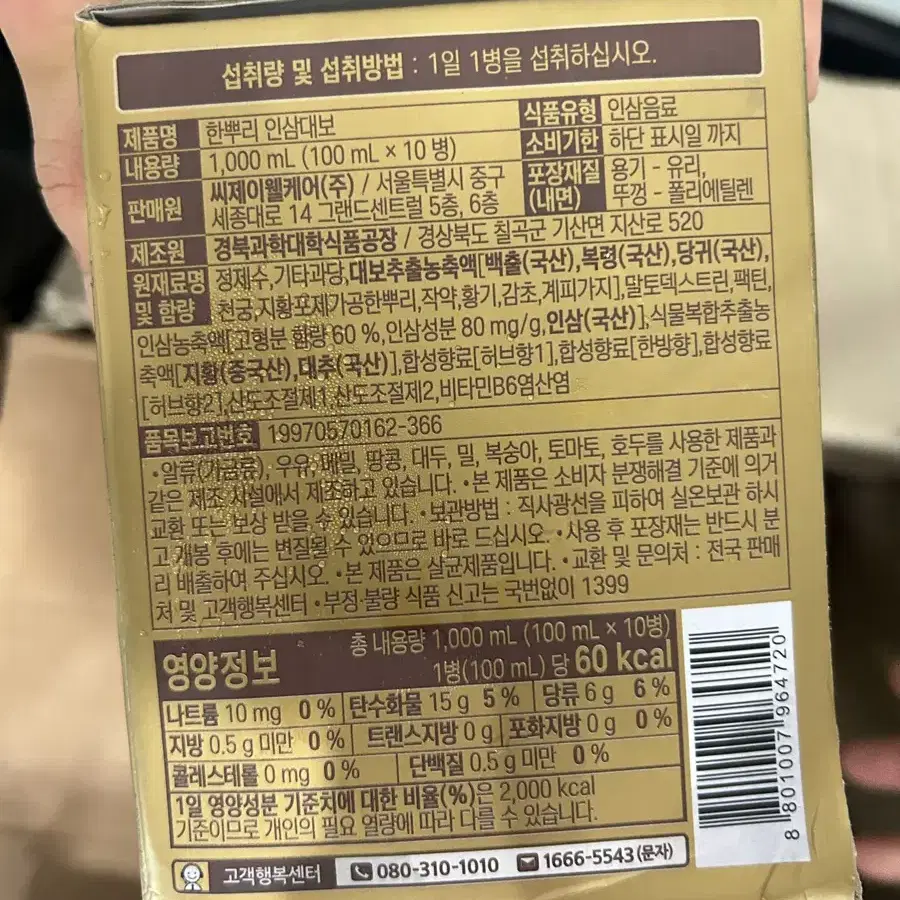 섭취량 및 섭취방법 : 1일 1병을 섭취하십시오.
제품명 한뿌리 인삼대보 식품유형 인삼음료
내용량 1,000 mL (100 mL × 10 병) 소비기한 하단 표시일 까지
판매원 씨제이웰케어(주) / 서울특별시 중구 세종대로 14 그랜드센트럴 5층, 6층
포장재질 (내면) 용기 - 유리, 뚜껑 - 폴리에틸렌
제조원 경북과학대학식품공장 / 경상북도 칠곡군 기산면 지산로 520
원재료명 및 함량 정제수,기타과당,대보추출농축액[백출(국산),복령(국산),당귀(국산),
천궁,지황포제가공한뿌리,작약,황기,감초,계피가지],말토덱스트린,펙틴,
인삼농축액[고형분 함량 60 %,인삼성분 80 mg/g,인삼(국산)],식물복합추출농
축액[지황(중국산),대추(국산)],합성향료[허브향1],합성향료[한방향],합성향료
[허브향2],산도조절제1,산도조절제2,비타민B6염산염
품목보고번호 19970570162-366
•알류(가금류), 우유, 메밀, 땅콩, 대두, 밀, 복숭아, 토마토, 호두를 사용한 제품과
같은 제조 시설에서 제조하고 있습니다. •본 제품은 소비자 분쟁해결 기준에 의거
교환 또는 보상 받을 수 있습니다. •보관방법 : 직사광선을 피하여 실온보관 하시
고 개봉 후에는 변질될 수 있으므로 바로 드십시오. •사용 후 포장재는 반드시 분
리 배출하여 주십시오. •본 제품은 살균제품입니다. •교환 및 문의처 : 전국 판매
처 및 고객행복센터 •부정·불량 식품 신고는 국번없이 1399
영양정보 총 내용량 1,000 mL (100 mL × 10병)
1병(100 mL) 당 60 kcal
나트륨 10 mg 0 % 탄수화물 15 g 5 % 당류 6 g 6 %
지방 0.5 g 미만 0 % 트랜스지방 0 g 포화지방 0 g 0 %
콜레스테롤 0 mg 0 % 단백질 0.5 g 미만 0 %
1일 영양성분 기준치에 대한 비율(%)은 2,000 kcal
기준이므로 개인의 필요 열량에 따라 다를 수 있습니다.
8 801007 964720
고객행복센터 080-310-1010 1666-5543 (문자)